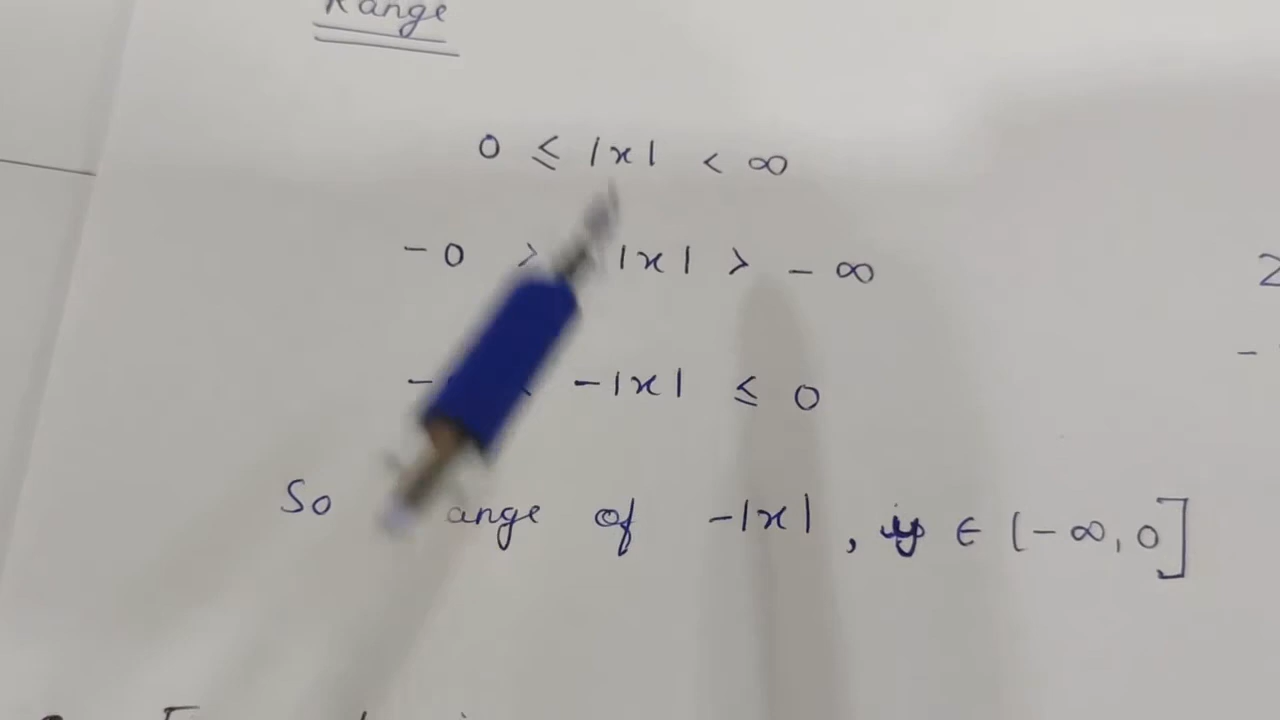 Range
0 ≤ |x| < ∞
-0 > |x| > - ∞
- -|x| ≤ 0
So ange of -|x|, y ∈ (-∞, 0]